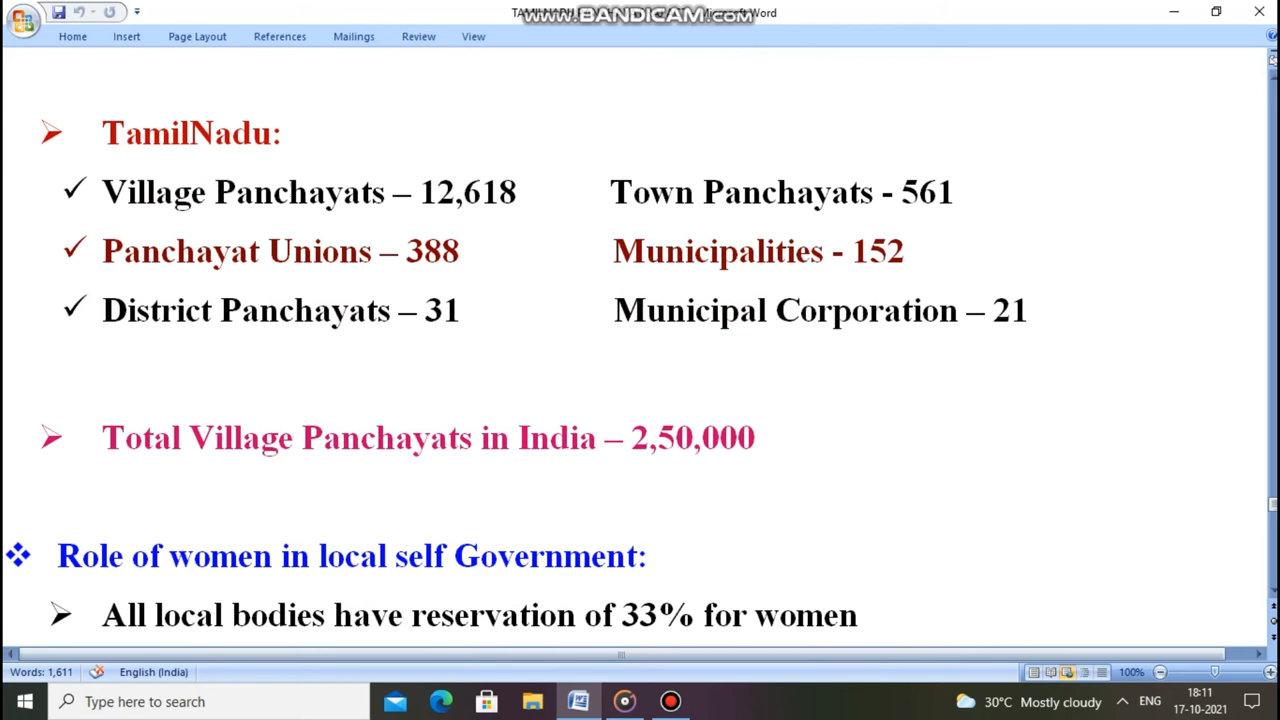 TAMILNADU
www.BANDICAM.com
Microsoft Word
Home Insert Page Layout References Mailings Review View
TamilNadu:
Village Panchayats – 12,618 Town Panchayats - 561
Panchayat Unions – 388 Municipalities - 152
District Panchayats – 31 Municipal Corporation – 21
Total Village Panchayats in India – 2,50,000
Role of women in local self Government:
All local bodies have reservation of 33% for women
Words: 1,611 English (India) 100%
Type here to search 30°C Mostly cloudy ENG 18:11
17-10-2021